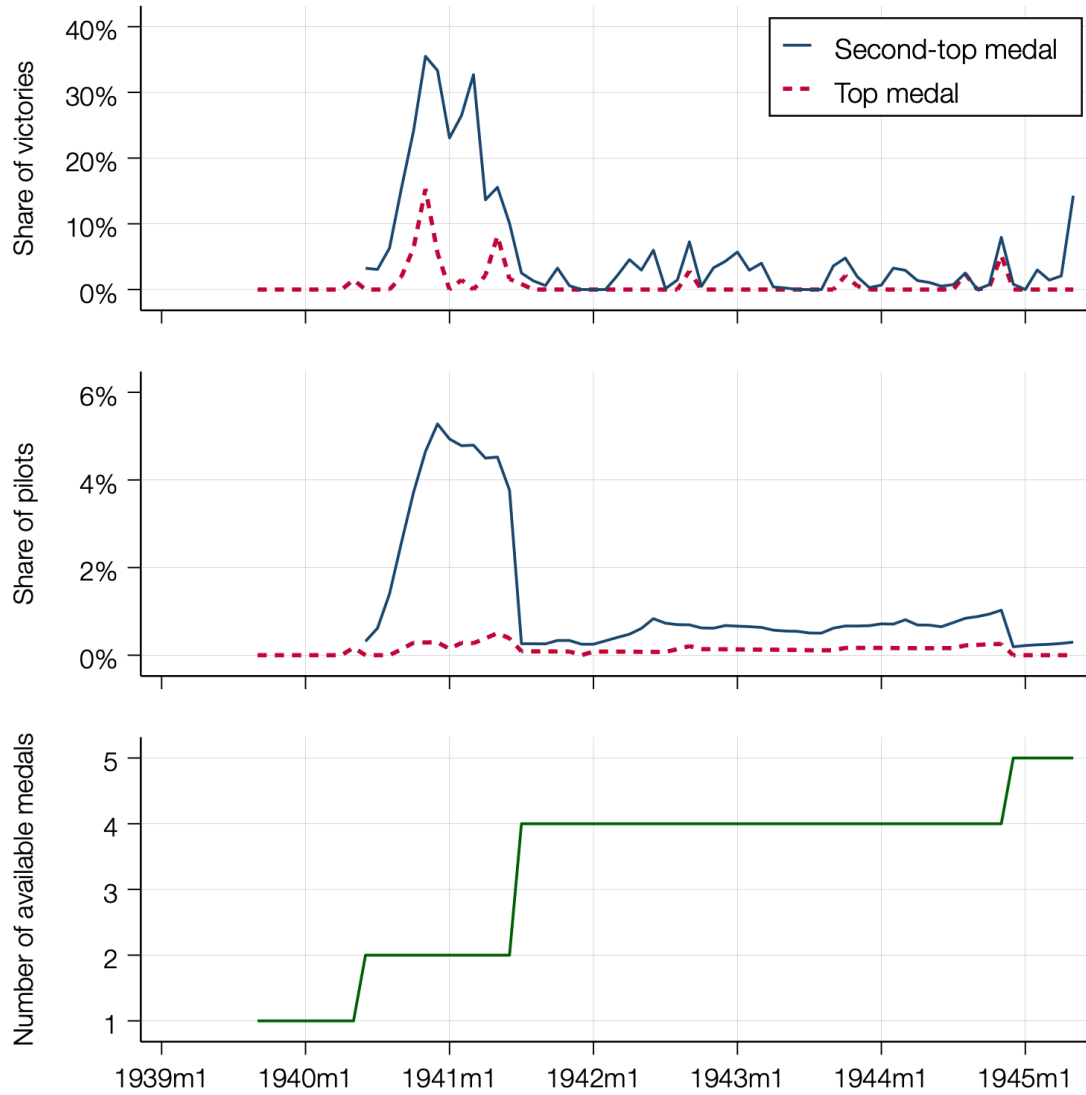 Share of victories
40%
30%
20%
10%
0%
Second-top medal
Top medal
Share of pilots
6%
4%
2%
0%
Number of available medals
5
4
3
2
1
1939m1 1940m1 1941m1 1942m1 1943m1 1944m1 1945m1